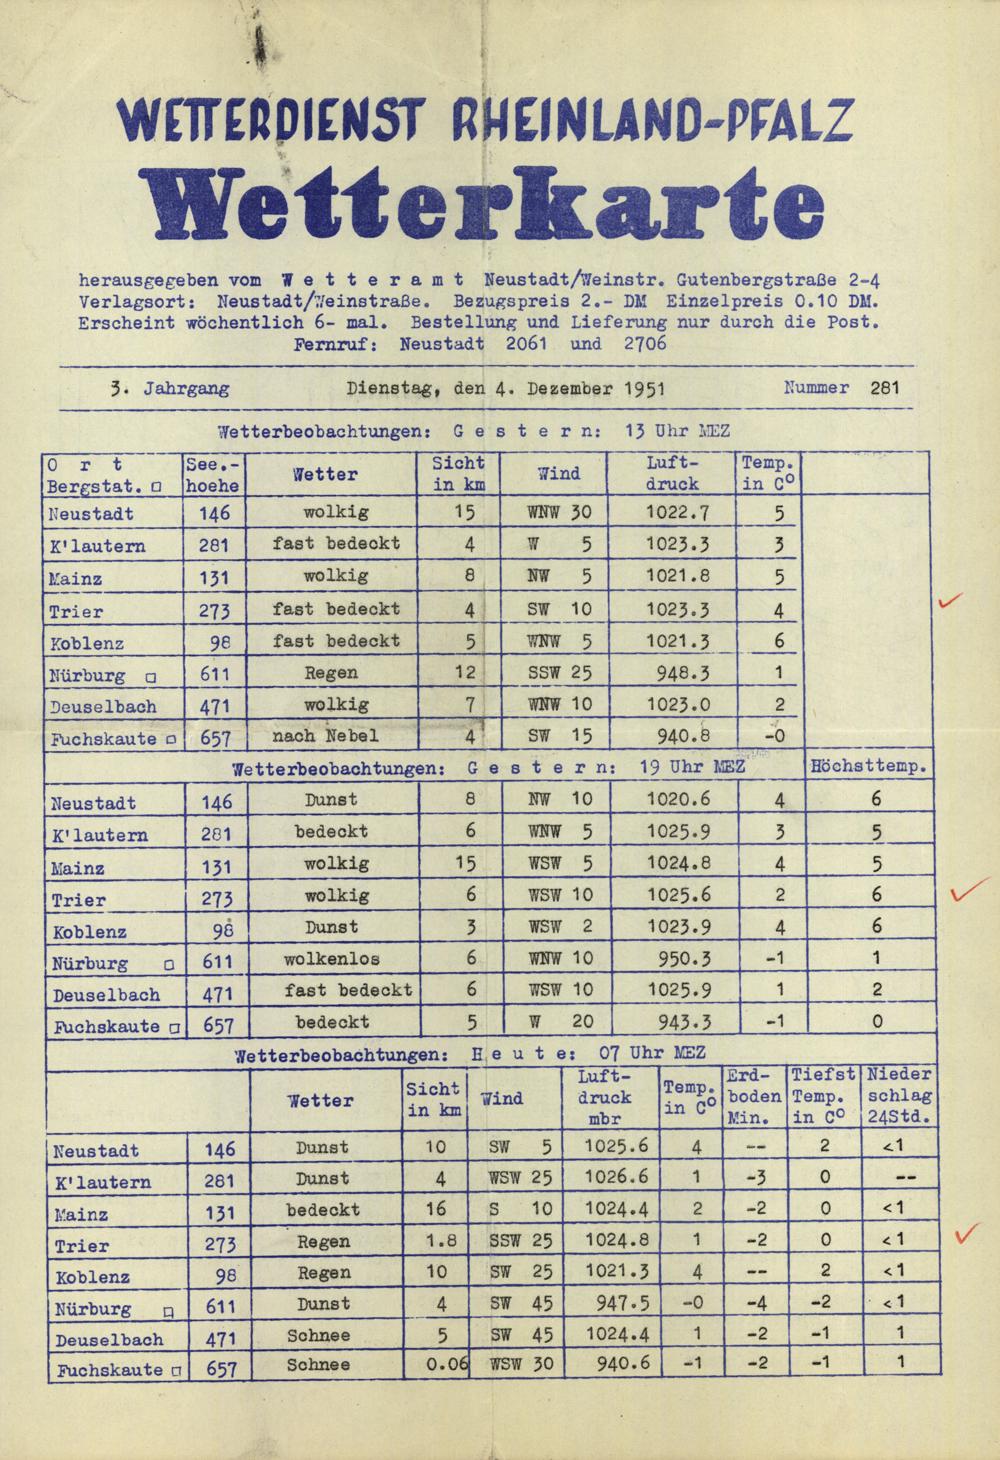 WETTERDIENST RHEINLAND-PFALZ
Wetterkarte
herausgegeben vom W e t t e r a m t Neustadt/Weinstr. Gutenbergstraße 2-4
Verlagsort: Neustadt/Weinstraße. Bezugspreis 2.- DM Einzelpreis 0.10 DM.
Erscheint wöchentlich 6- mal. Bestellung und Lieferung nur durch die Post.
Fernruf: Neustadt 2061 und 2706
3. Jahrgang Dienstag, den 4. Dezember 1951 Nummer 281
Wetterbeobachtungen: G e s t e r n: 13 Uhr MEZ
O r t See.- Wetter Sicht Wind Luft- Temp.
Bergstat. □ hoehe in km druck in C°
Neustadt 146 wolkig 15 WNW 30 1022.7 5
K'lautern 281 fast bedeckt 4 W 5 1023.3 3
Mainz 131 wolkig 8 NW 5 1021.8 5
Trier 273 fast bedeckt 4 SW 10 1023.3 4
Koblenz 98 fast bedeckt 5 WNW 5 1021.3 6
Nürburg □ 611 Regen 12 SSW 25 948.3 1
Deuselbach 471 wolkig 7 WNW 10 1023.0 2
Fuchskaute □ 657 nach Nebel 4 SW 15 940.8 -0
Wetterbeobachtungen: G e s t e r n: 19 Uhr MEZ Höchsttemp.
Neustadt 146 Dunst 8 NW 10 1020.6 4 6
K'lautern 281 bedeckt 6 WNW 5 1025.9 3 5
Mainz 131 wolkig 15 WSW 5 1024.8 4 5
Trier 273 wolkig 6 WSW 10 1025.6 2 6
Koblenz 98 Dunst 3 WSW 2 1023.9 4 6
Nürburg □ 611 wolkenlos 6 WNW 10 950.3 -1 1
Deuselbach 471 fast bedeckt 6 WSW 10 1025.9 1 2
Fuchskaute □ 657 bedeckt 5 W 20 943.3 -1 0
Wetterbeobachtungen: H e u t e: 07 Uhr MEZ
Wetter Sicht Wind Luft- Temp. Erd- Tiefst Nieder
in km druck in C° boden Temp. schlag
mbr Min. in C° 24Std.
Neustadt 146 Dunst 10 SW 5 1025.6 4 -- 2 <1
K'lautern 281 Dunst 4 WSW 25 1026.6 1 -3 0 --
Mainz 131 bedeckt 16 S 10 1024.4 2 -2 0 <1
Trier 273 Regen 1.8 SSW 25 1024.8 1 -2 0 <1
Koblenz 98 Regen 10 SW 25 1021.3 4 -- 2 <1
Nürburg □ 611 Dunst 4 SW 45 947.5 -0 -4 -2 <1
Deuselbach 471 Schnee 5 SW 45 1024.4 1 -2 -1 1
Fuchskaute □ 657 Schnee 0.06 WSW 30 940.6 -1 -2 -1 1